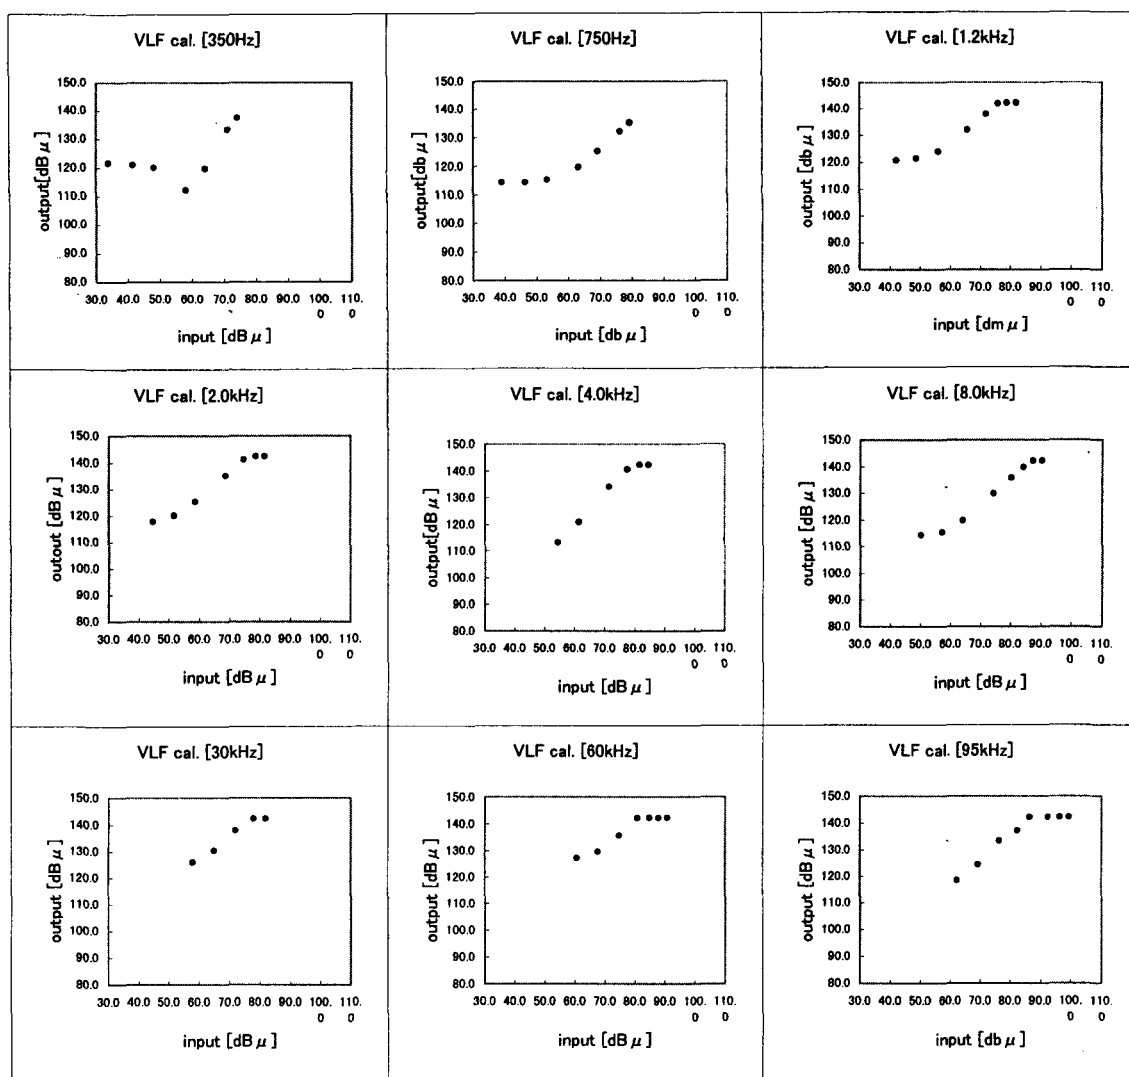 VLF cal. [350Hz]
150.0
140.0
130.0
120.0
110.0
100.0
90.0
80.0
output[dB μ]
30.0 40.0 50.0 60.0 70.0 80.0 90.0 100. 110.
0 0
input [dB μ]
VLF cal. [750Hz]
150.0
140.0
130.0
120.0
110.0
100.0
90.0
80.0
output[db μ]
30.0 40.0 50.0 60.0 70.0 80.0 90.0 100. 110.
0 0
input [db μ]
VLF cal. [1.2kHz]
150.0
140.0
130.0
120.0
110.0
100.0
90.0
80.0
output [db μ]
30.0 40.0 50.0 60.0 70.0 80.0 90.0 100. 110.
0 0
input [dm μ]
VLF cal. [2.0kHz]
150.0
140.0
130.0
120.0
110.0
100.0
90.0
80.0
outout [dB μ]
30.0 40.0 50.0 60.0 70.0 80.0 90.0 100. 110.
0 0
input [dB μ]
VLF cal. [4.0kHz]
150.0
140.0
130.0
120.0
110.0
100.0
90.0
80.0
output[dB μ]
30.0 40.0 50.0 60.0 70.0 80.0 90.0 100. 110.
0 0
input [dB μ]
VLF cal. [8.0kHz]
150.0
140.0
130.0
120.0
110.0
100.0
90.0
80.0
output [dB μ]
30.0 40.0 50.0 60.0 70.0 80.0 90.0 100. 110.
0 0
input [dB μ]
VLF cal. [30kHz]
150.0
140.0
130.0
120.0
110.0
100.0
90.0
80.0
output [dB μ]
30.0 40.0 50.0 60.0 70.0 80.0 90.0 100. 110.
0 0
input [dB μ]
VLF cal. [60kHz]
150.0
140.0
130.0
120.0
110.0
100.0
90.0
80.0
output [dB μ]
30.0 40.0 50.0 60.0 70.0 80.0 90.0 100. 110.
0 0
input [dB μ]
VLF cal. [95kHz]
150.0
140.0
130.0
120.0
110.0
100.0
90.0
80.0
output [dB μ]
30.0 40.0 50.0 60.0 70.0 80.0 90.0 100. 110.
0 0
input [db μ]